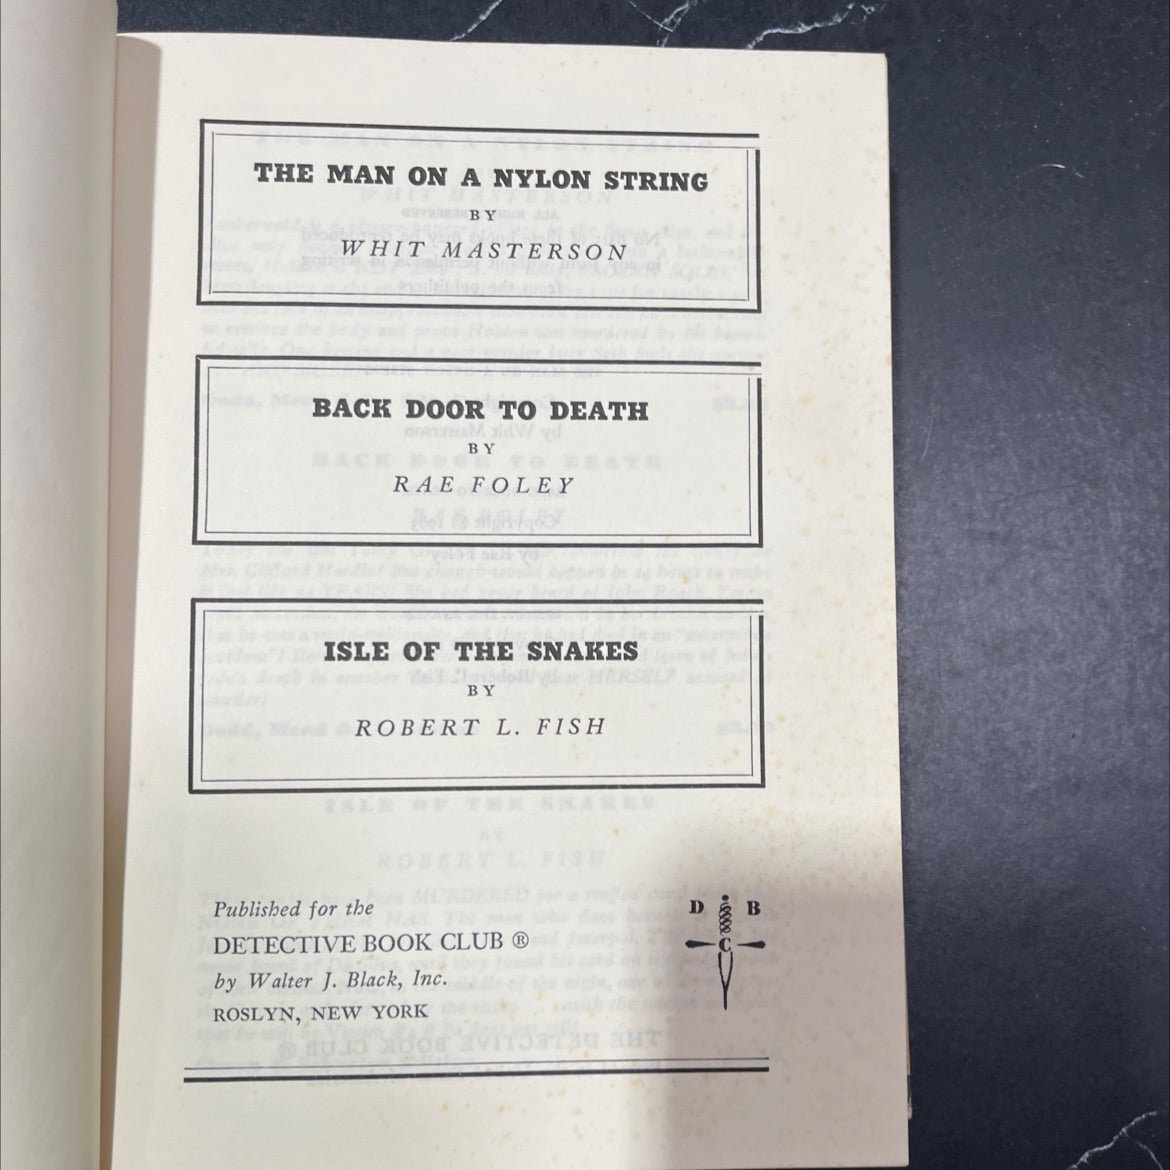 THE MAN ON A NYLON STRING
BY
WHIT MASTERSON
BACK DOOR TO DEATH
BY
RAE FOLEY
ISLE OF THE SNAKES
BY
ROBERT L. FISH
Published for the
DETECTIVE BOOK CLUB ®
by Walter J. Black, Inc.
ROSLYN, NEW YORK
D B
C